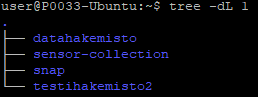 user@P0033-Ubuntu:~$ tree -dL 1
.
├── datahakemisto
├── sensor-collection
├── snap
└── testihakemisto2